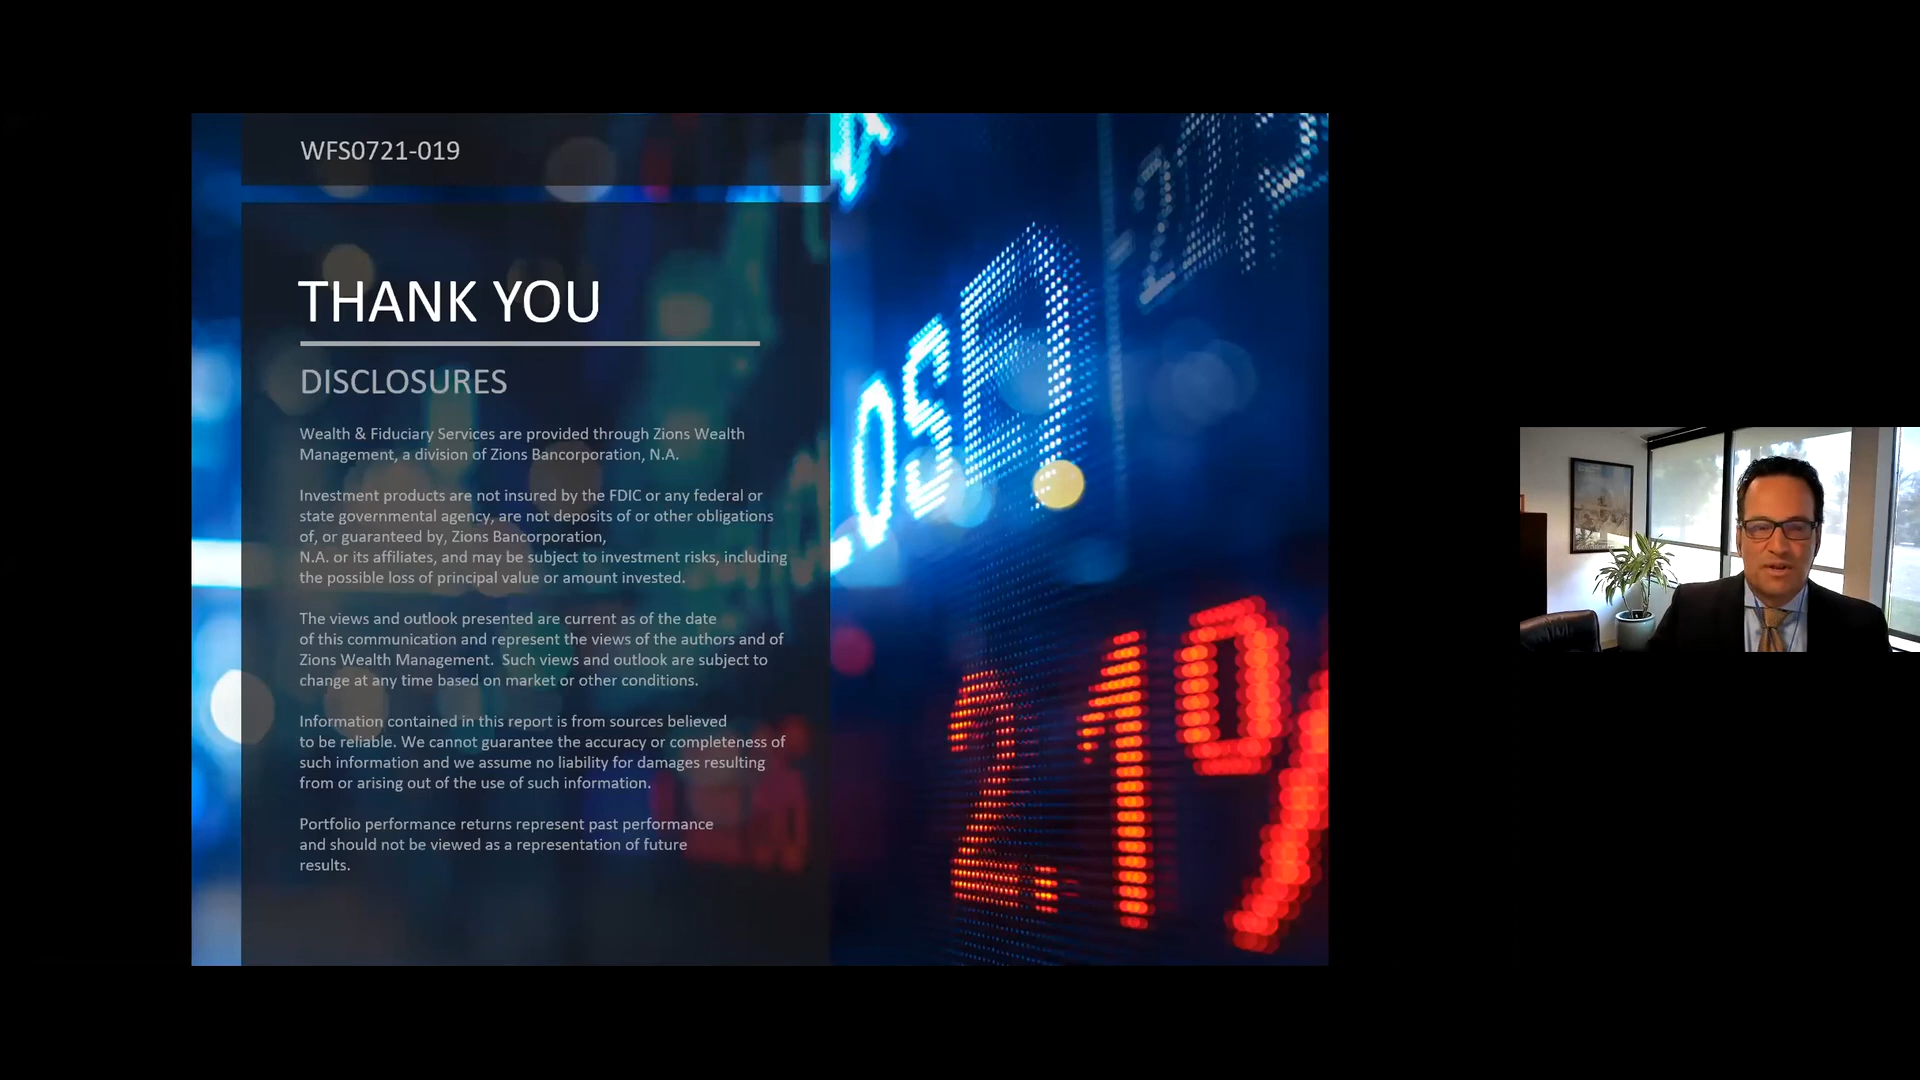 WFS0721-019
THANK YOU
DISCLOSURES
Wealth & Fiduciary Services are provided through Zions Wealth
Management, a division of Zions Bancorporation, N.A.
Investment products are not insured by the FDIC or any federal or
state governmental agency, are not deposits of or other obligations
of, or guaranteed by, Zions Bancorporation,
N.A. or its affiliates, and may be subject to investment risks, including
the possible loss of principal value or amount invested.
The views and outlook presented are current as of the date
of this communication and represent the views of the authors and of
Zions Wealth Management.  Such views and outlook are subject to
change at any time based on market or other conditions.
Information contained in this report is from sources believed
to be reliable. We cannot guarantee the accuracy or completeness of
such information and we assume no liability for damages resulting
from or arising out of the use of such information.
Portfolio performance returns represent past performance
and should not be viewed as a representation of future
results.
2.1%